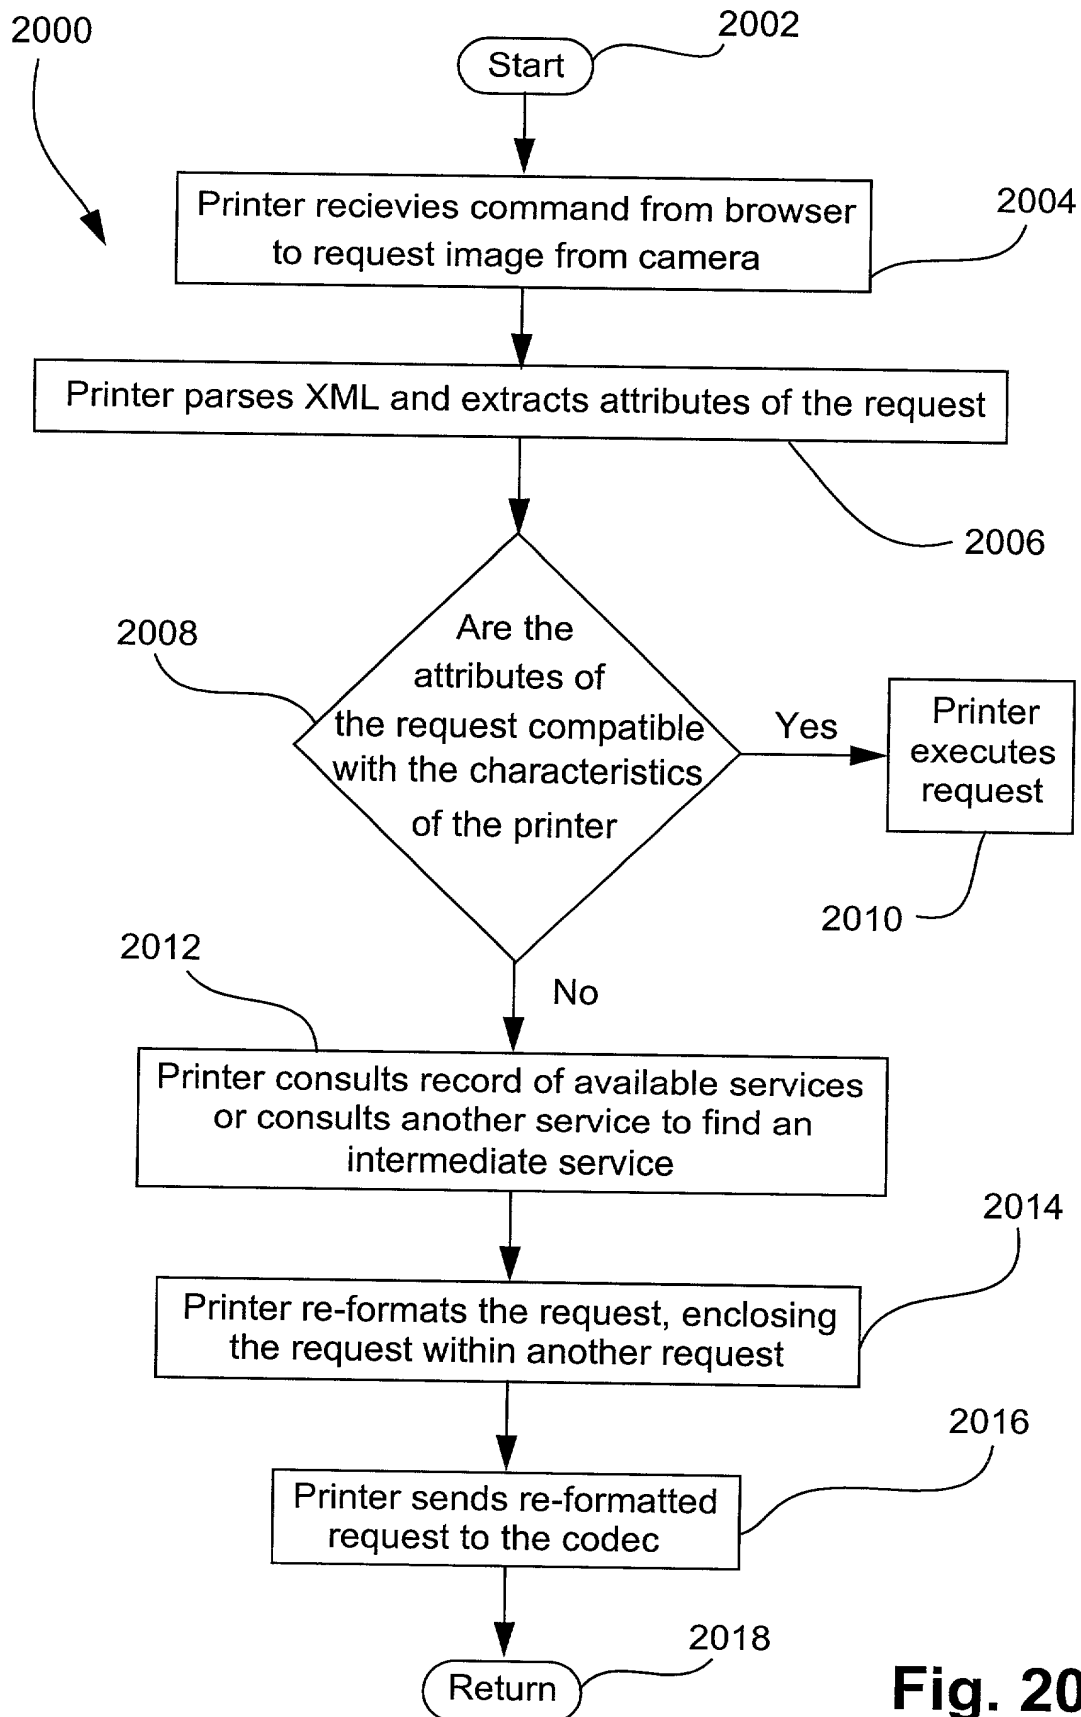 2000
2002
Start
2004
Printer recievies command from browser
to request image from camera
Printer parses XML and extracts attributes of the request
2006
2008
Are the
attributes of
the request compatible
with the characteristics
of the printer
Yes
Printer
executes
request
2010
2012
No
Printer consults record of available services
or consults another service to find an
intermediate service
2014
Printer re-formats the request, enclosing
the request within another request
2016
Printer sends re-formatted
request to the codec
2018
Return
Fig. 20